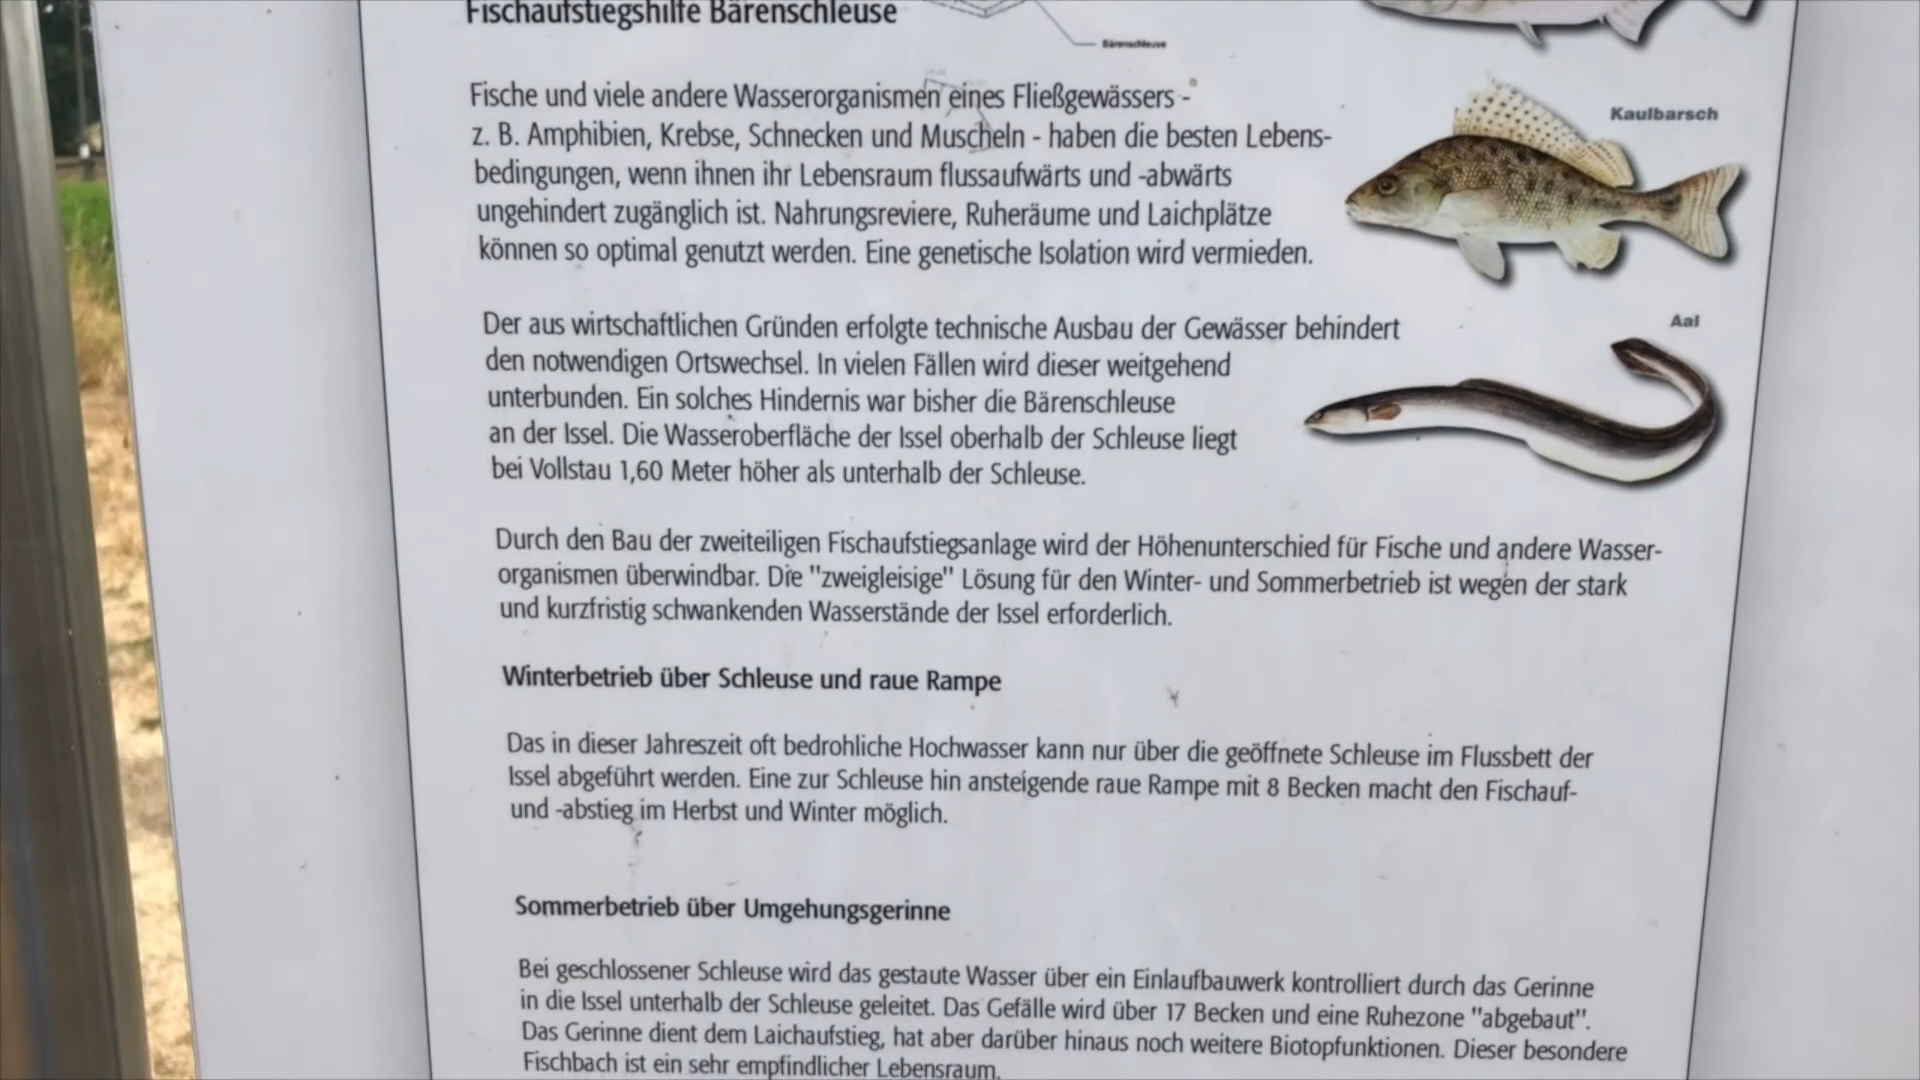 Fischaufstiegshilfe Bärenschleuse
Bärenschleuse
Fische und viele andere Wasserorganismen eines Fließgewässers -
z. B. Amphibien, Krebse, Schnecken und Muscheln - haben die besten Lebens-
bedingungen, wenn ihnen ihr Lebensraum flussaufwärts und -abwärts
ungehindert zugänglich ist. Nahrungsreviere, Ruheräume und Laichplätze
können so optimal genutzt werden. Eine genetische Isolation wird vermieden.
Kaulbarsch
Der aus wirtschaftlichen Gründen erfolgte technische Ausbau der Gewässer behindert
den notwendigen Ortswechsel. In vielen Fällen wird dieser weitgehend
unterbunden. Ein solches Hindernis war bisher die Bärenschleuse
an der Issel. Die Wasseroberfläche der Issel oberhalb der Schleuse liegt
bei Vollstau 1,60 Meter höher als unterhalb der Schleuse.
Aal
Durch den Bau der zweiteiligen Fischaufstiegsanlage wird der Höhenunterschied für Fische und andere Wasser-
organismen überwindbar. Die "zweigleisige" Lösung für den Winter- und Sommerbetrieb ist wegen der stark
und kurzfristig schwankenden Wasserstände der Issel erforderlich.
Winterbetrieb über Schleuse und raue Rampe
Das in dieser Jahreszeit oft bedrohliche Hochwasser kann nur über die geöffnete Schleuse im Flussbett der
Issel abgeführt werden. Eine zur Schleuse hin ansteigende raue Rampe mit 8 Becken macht den Fischauf-
und -abstieg im Herbst und Winter möglich.
Sommerbetrieb über Umgehungsgerinne
Bei geschlossener Schleuse wird das gestaute Wasser über ein Einlaufbauwerk kontrolliert durch das Gerinne
in die Issel unterhalb der Schleuse geleitet. Das Gefälle wird über 17 Becken und eine Ruhezone "abgebaut".
Das Gerinne dient dem Laichaufstieg, hat aber darüber hinaus noch weitere Biotopfunktionen. Dieser besondere
Fischbach ist ein sehr empfindlicher Lebensraum.